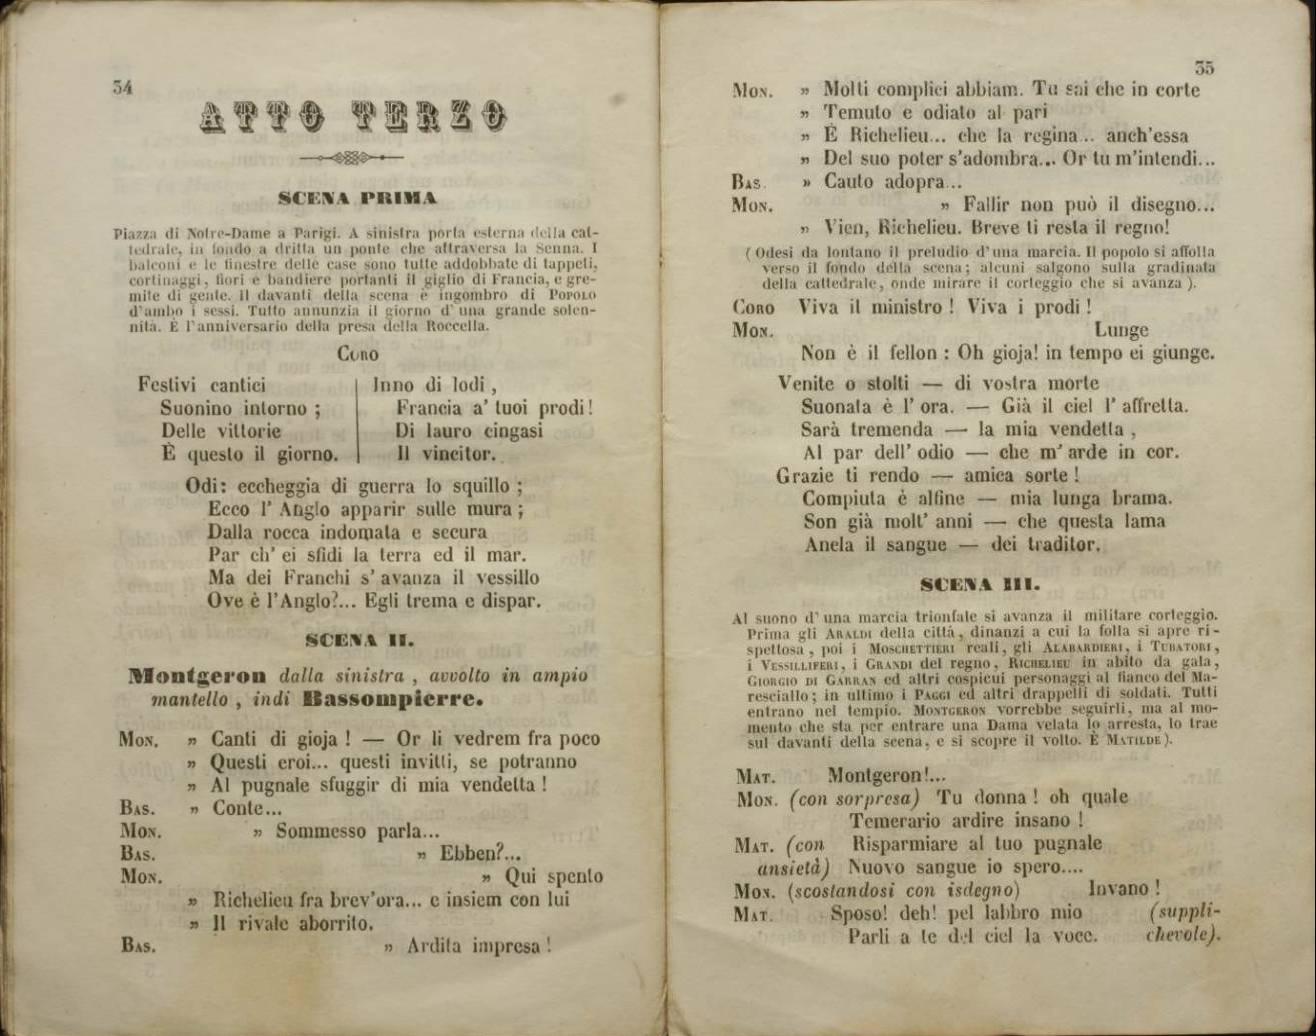 34
ATTO TERZO
SCENA PRIMA
Piazza di Notre-Dame a Parigi. A sinistra porta esterna della cat-
tedrale, in fondo a dritta un ponte che attraversa la Senna. I
balconi e le finestre delle case sono tutte addobbate di tappeti,
cortinaggi, fiori e bandiere portanti il giglio di Francia, e gre-
mite di gente. Il davanti della scena è ingombro di POPOLO
d'ambo i sessi. Tutto annunzia il giorno d'una grande solen-
nità. È l'anniversario della presa della Roccella.
CORO
Festivi cantici
Suonino intorno ;
Delle vittorie
È questo il giorno.
Inno di lodi ,
Francia a' tuoi prodi !
Di lauro cingasi
Il vincitor.
Odi: eccheggia di guerra lo squillo ;
Ecco l' Anglo apparir sulle mura ;
Dalla rocca indomata e secura
Par ch' ei sfidi la terra ed il mar.
Ma dei Franchi s' avanza il vessillo
Ove è l'Anglo?... Egli trema e dispar.
SCENA II.
Montgeron dalla sinistra , avvolto in ampio
mantello , indi Bassompierre.
MON. » Canti di gioja ! — Or li vedrem fra poco
» Questi eroi... questi invitti, se potranno
» Al pugnale sfuggir di mia vendetta !
BAS. » Conte...
MON. » Sommesso parla...
BAS. » Ebben?...
MON. » Qui spento
» Richelieu fra brev'ora... e insiem con lui
» Il rivale aborrito.
BAS. » Ardita impresa !
35
MON. » Molti complici abbiam. Tu sai che in corte
» Temuto e odiato al pari
» È Richelieu... che la regina... anch'essa
» Del suo poter s'adombra... Or tu m'intendi...
BAS. » Cauto adopra...
MON. » Fallir non può il disegno...
» Vien, Richelieu. Breve ti resta il regno!
( Odesi da lontano il preludio d'una marcia. Il popolo si affolla
verso il fondo della scena; alcuni salgono sulla gradinata
della cattedrale, onde mirare il corteggio che si avanza ).
CORO Viva il ministro ! Viva i prodi !
MON. Lunge
Non è il fellon : Oh gioja! in tempo ei giunge.
Venite o stolti — di vostra morte
Suonata è l' ora. — Già il ciel l' affretta.
Sarà tremenda — la mia vendetta ,
Al par dell' odio — che m' arde in cor.
Grazie ti rendo — amica sorte !
Compiuta è alfine — mia lunga brama.
Son già molt' anni — che questa lama
Anela il sangue — dei traditor.
SCENA III.
Al suono d' una marcia trionfale si avanza il militare corteggio.
Prima gli ARALDI della città, dinanzi a cui la folla si apre ri-
spettosa , poi i MOSCHETTIERI reali, gli ALABARDIERI, i TUBATORI,
i VESSILLIFERI, i GRANDI del regno, RICHELIEU in abito da gala,
GIORGIO DI GARRAN ed altri cospicui personaggi al fianco del Ma-
resciallo; in ultimo i PAGGI ed altri drappelli di soldati. Tutti
entrano nel tempio. MONTGERON vorrebbe seguirli, ma al mo-
mento che sta per entrare una Dama velata lo arresta, lo trae
sul davanti della scena, e si scopre il volto. È MATILDE).
MAT. Montgeron!...
MON. (con sorpresa) Tu donna ! oh quale
Temerario ardire insano !
MAT. (con Risparmiare al tuo pugnale
ansietà) Nuovo sangue io spero....
MON. (scostandosi con isdegno) Invano !
MAT. Sposo! deh! pel labbro mio (suppli-
Parli a te del ciel la voce. chevole).